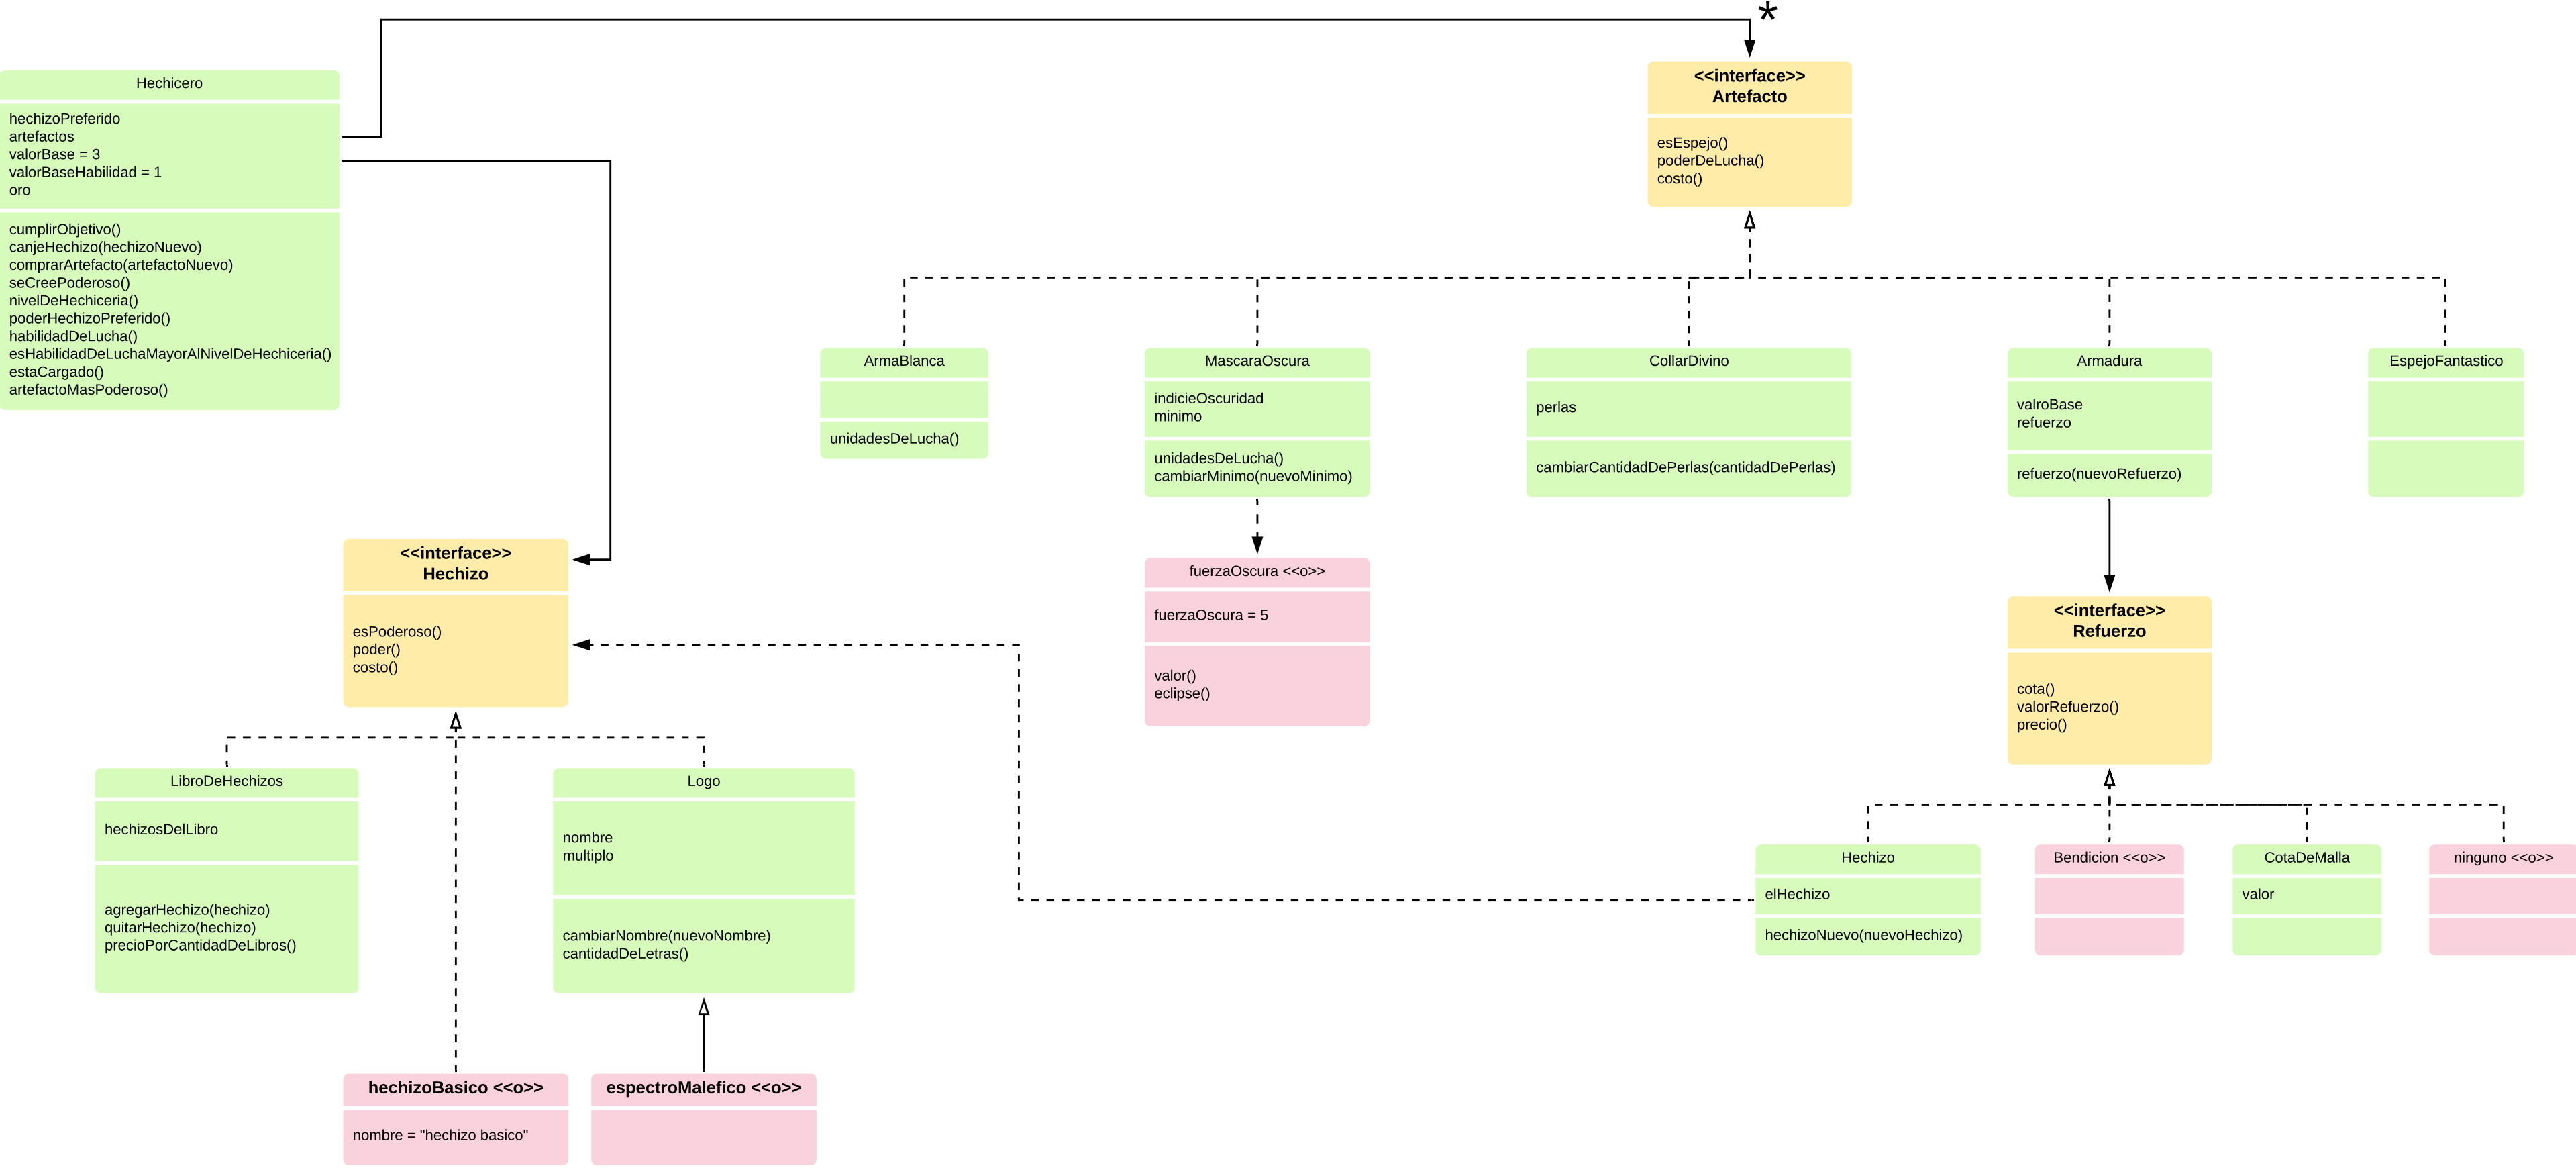 *
Hechicero
hechizoPreferido
artefactos
valorBase = 3
valorBaseHabilidad = 1
oro
cumplirObjetivo()
canjeHechizo(hechizoNuevo)
comprarArtefacto(artefactoNuevo)
seCreePoderoso()
nivelDeHechiceria()
poderHechizoPreferido()
habilidadDeLucha()
esHabilidadDeLuchaMayorAlNivelDeHechiceria()
estaCargado()
artefactoMasPoderoso()
<<interface>>
Artefacto
esEspejo()
poderDeLucha()
costo()
ArmaBlanca
unidadesDeLucha()
MascaraOscura
indicieOscuridad
minimo
unidadesDeLucha()
cambiarMinimo(nuevoMinimo)
CollarDivino
perlas
cambiarCantidadDePerlas(cantidadDePerlas)
Armadura
valroBase
refuerzo
refuerzo(nuevoRefuerzo)
EspejoFantastico
<<interface>>
Hechizo
esPoderoso()
poder()
costo()
fuerzaOscura <<o>>
fuerzaOscura = 5
valor()
eclipse()
<<interface>>
Refuerzo
cota()
valorRefuerzo()
precio()
LibroDeHechizos
hechizosDelLibro
agregarHechizo(hechizo)
quitarHechizo(hechizo)
precioPorCantidadDeLibros()
Logo
nombre
multiplo
cambiarNombre(nuevoNombre)
cantidadDeLetras()
Hechizo
elHechizo
hechizoNuevo(nuevoHechizo)
Bendicion <<o>>
CotaDeMalla
valor
ninguno <<o>>
hechizoBasico <<o>>
nombre = "hechizo basico"
espectroMalefico <<o>>